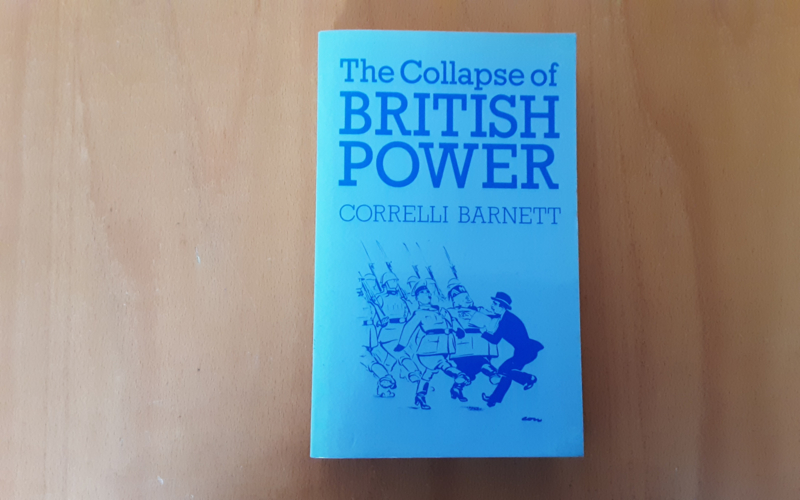 The Collapse of
BRITISH
POWER
CORRELLI BARNETT